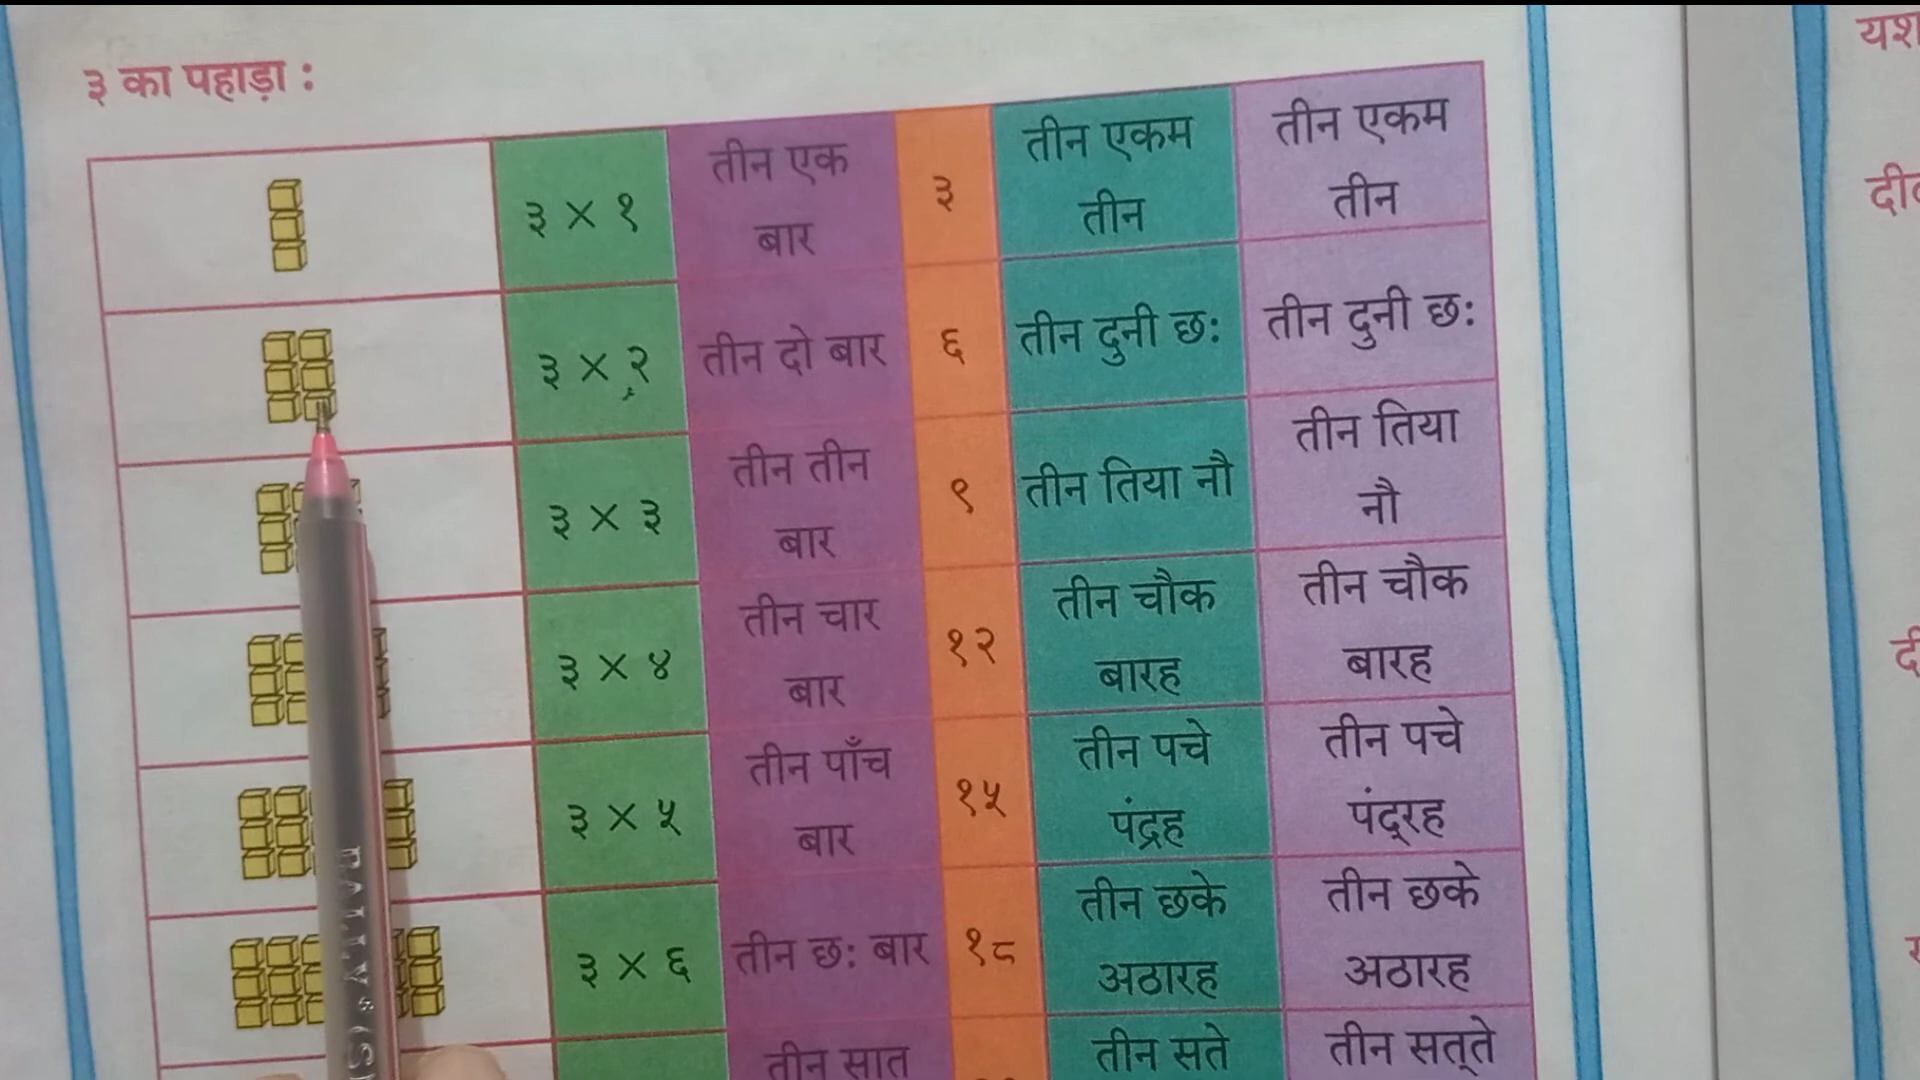 ३ का पहाड़ा :
३ × १
तीन एक
बार
३
तीन एकम
तीन
तीन एकम
तीन
३ × २
तीन दो बार
६
तीन दुनी छः
तीन दुनी छः
३ × ३
तीन तीन
बार
९
तीन तिया नौ
तीन तिया
नौ
३ × ४
तीन चार
बार
१२
तीन चौक
बारह
तीन चौक
बारह
३ × ५
तीन पाँच
बार
१५
तीन पचे
पंद्रह
तीन पचे
पंद्‌रह
३ × ६
तीन छः बार
१८
तीन छके
अठारह
तीन छके
अठारह
तीन सात
तीन सते
तीन सत्‌ते
यश